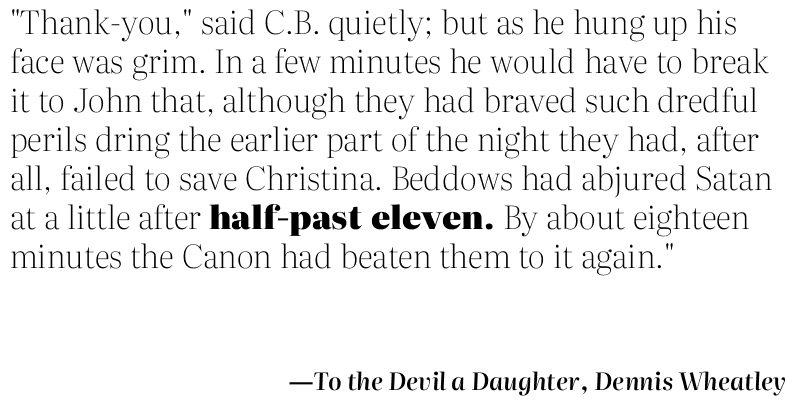 "Thank-you," said C.B. quietly; but as he hung up his
face was grim. In a few minutes he would have to break
it to John that, although they had braved such dredful
perils dring the earlier part of the night they had, after
all, failed to save Christina. Beddows had abjured Satan
at a little after half-past eleven. By about eighteen
minutes the Canon had beaten them to it again."
—To the Devil a Daughter, Dennis Wheatley